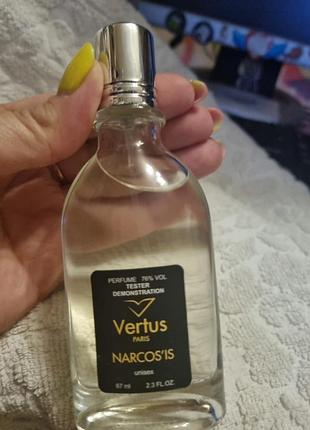 PERFUME 76% VOL
TESTER
DEMONSTRATION
Vertus
PARIS
NARCOS'IS
unisex
67 ml 2.3 FL.OZ.